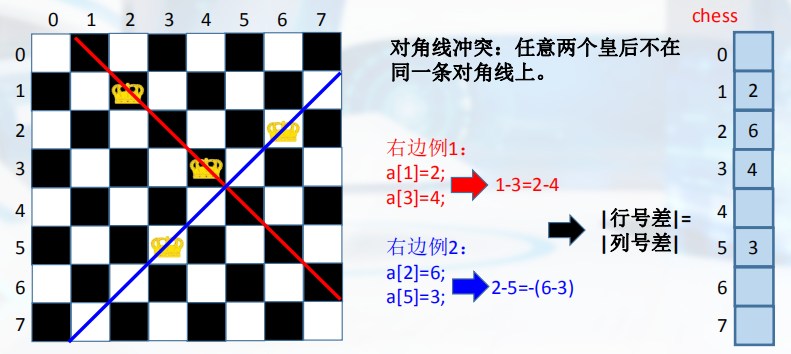 chess
0 1 2 3 4 5 6 7
0
1
2
3
4
5
6
7
对角线冲突：任意两个皇后不在
同一条对角线上。
右边例1：
a[1]=2;
a[3]=4;
1-3=2-4
右边例2：
a[2]=6;
a[5]=3;
2-5=-(6-3)
|行号差|=
|列号差|
0
1 2
2 6
3 4
4
5 3
6
7